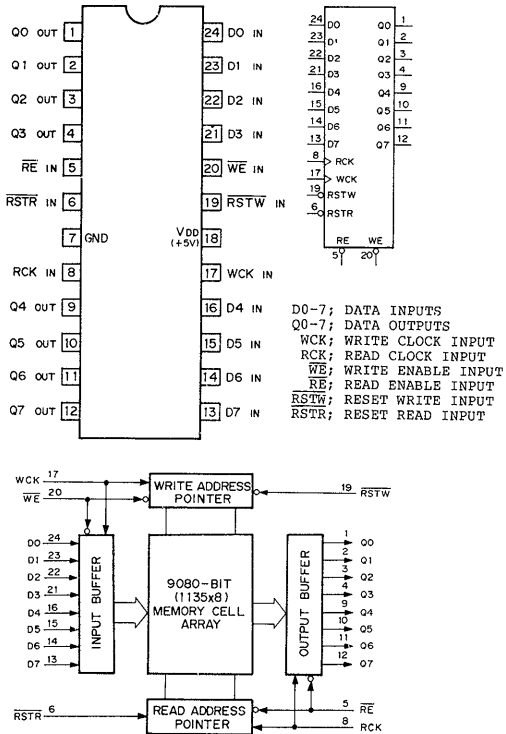 Q0 OUT 1 24 D0 IN
Q1 OUT 2 23 D1 IN
Q2 OUT 3 22 D2 IN
Q3 OUT 4 21 D3 IN
RE IN 5 20 WE IN
RSTR IN 6 19 RSTW IN
7 GND VDD (+5V) 18
RCK IN 8 17 WCK IN
Q4 OUT 9 16 D4 IN
Q5 OUT 10 15 D5 IN
Q6 OUT 11 14 D6 IN
Q7 OUT 12 13 D7 IN
24 D0 Q0 1
23 D1 Q1 2
22 D2 Q2 3
21 D3 Q3 4
16 D4 Q4 9
15 D5 Q5 10
14 D6 Q6 11
13 D7 Q7 12
8 RCK
17 WCK
19 RSTW
6 RSTR
RE WE
5 20
D0-7; DATA INPUTS
Q0-7; DATA OUTPUTS
WCK; WRITE CLOCK INPUT
RCK; READ CLOCK INPUT
WE; WRITE ENABLE INPUT
RE; READ ENABLE INPUT
RSTW; RESET WRITE INPUT
RSTR; RESET READ INPUT
WCK 17
WE 20
WRITE ADDRESS
POINTER
19 RSTW
D0 24
D1 23
D2 22
D3 21
D4 16
D5 15
D6 14
D7 13
INPUT BUFFER
9080-BIT
(1135x8)
MEMORY CELL
ARRAY
OUTPUT BUFFER
1 Q0
2 Q1
3 Q2
4 Q3
9 Q4
10 Q5
11 Q6
12 Q7
RSTR 6
READ ADDRESS
POINTER
5 RE
8 RCK